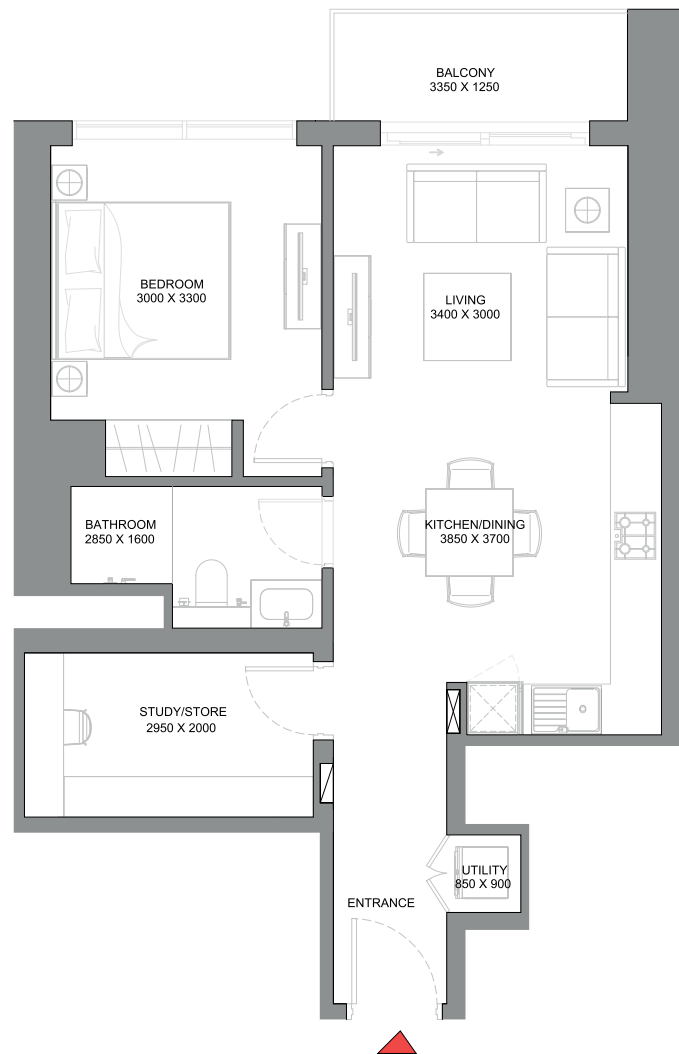 BALCONY
3350 X 1250
BEDROOM
3000 X 3300
LIVING
3400 X 3000
BATHROOM
2850 X 1600
KITCHEN/DINING
3850 X 3700
STUDY/STORE
2950 X 2000
UTILITY
850 X 900
ENTRANCE